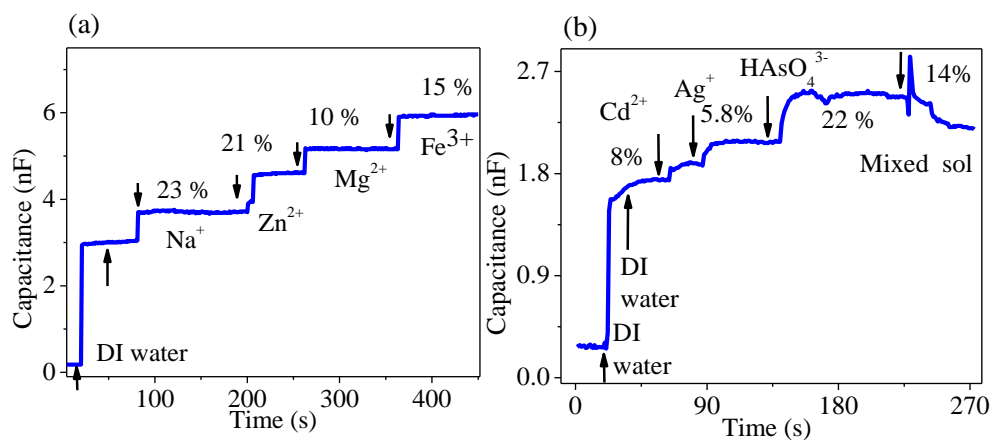 (a)
15 %
10 %
21 %
23 %
Fe³⁺
Mg²⁺
Zn²⁺
Na⁺
DI water
Capacitance (nF)
6
4
2
0
100
200
300
400
Time (s)
(b)
HAsO₄³⁻
14%
Ag⁺
Cd²⁺
5.8%
22 %
8%
Mixed sol
DI
water
DI
water
Capacitance (nF)
2.7
1.8
0.9
0.0
0
90
180
270
Time (s)